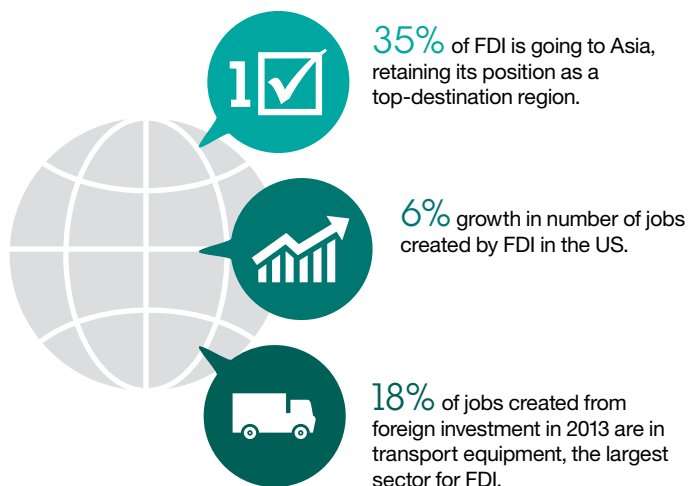 1
35% of FDI is going to Asia,
retaining its position as a
top-destination region.
6% growth in number of jobs
created by FDI in the US.
18% of jobs created from
foreign investment in 2013 are in
transport equipment, the largest
sector for FDI.